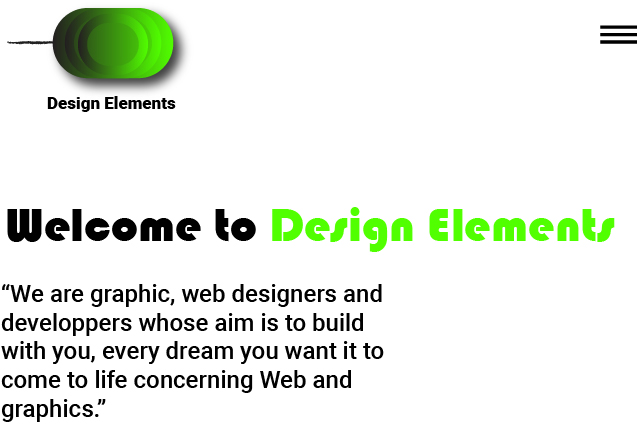 Design Elements
Welcome to Design Elements
“We are graphic, web designers and
developpers whose aim is to build
with you, every dream you want it to
come to life concerning Web and
graphics.”